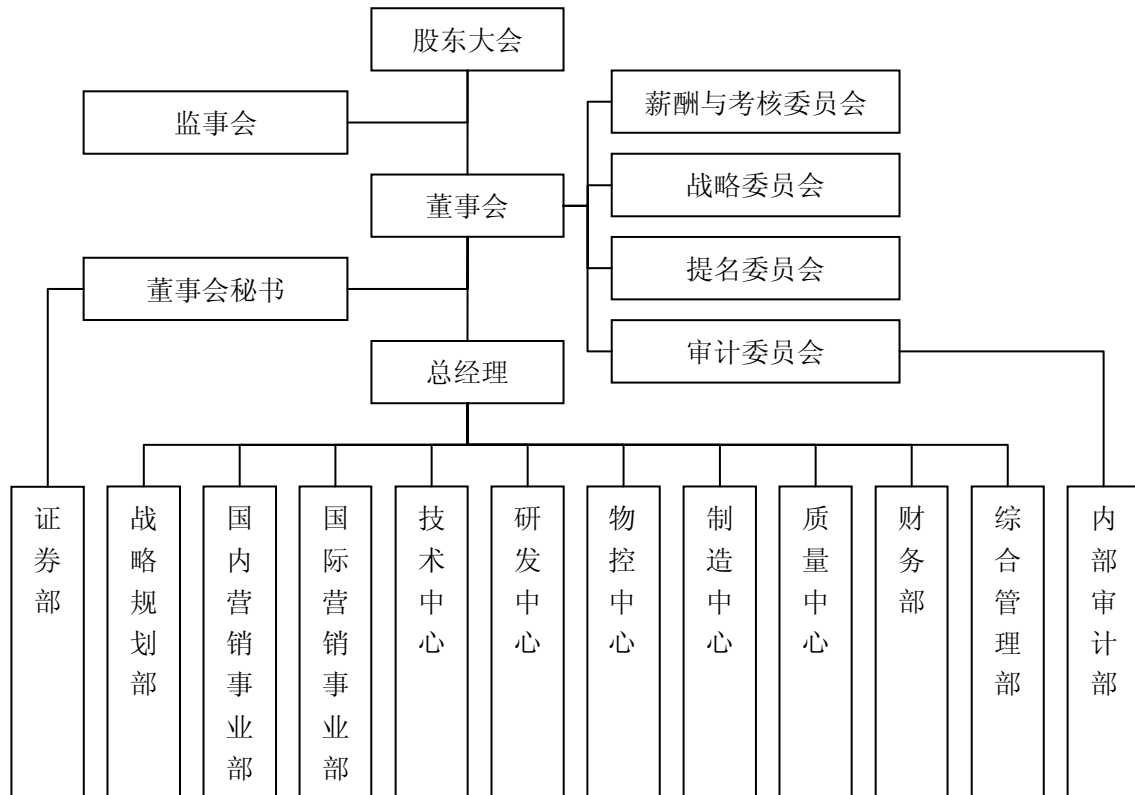 股东大会
薪酬与考核委员会
监事会
战略委员会
董事会
提名委员会
董事会秘书
审计委员会
总经理
证券部
战略规划部
国内营销事业部
国际营销事业部
技术中心
研发中心
物控中心
制造中心
质量中心
财务部
综合管理部
内部审计部